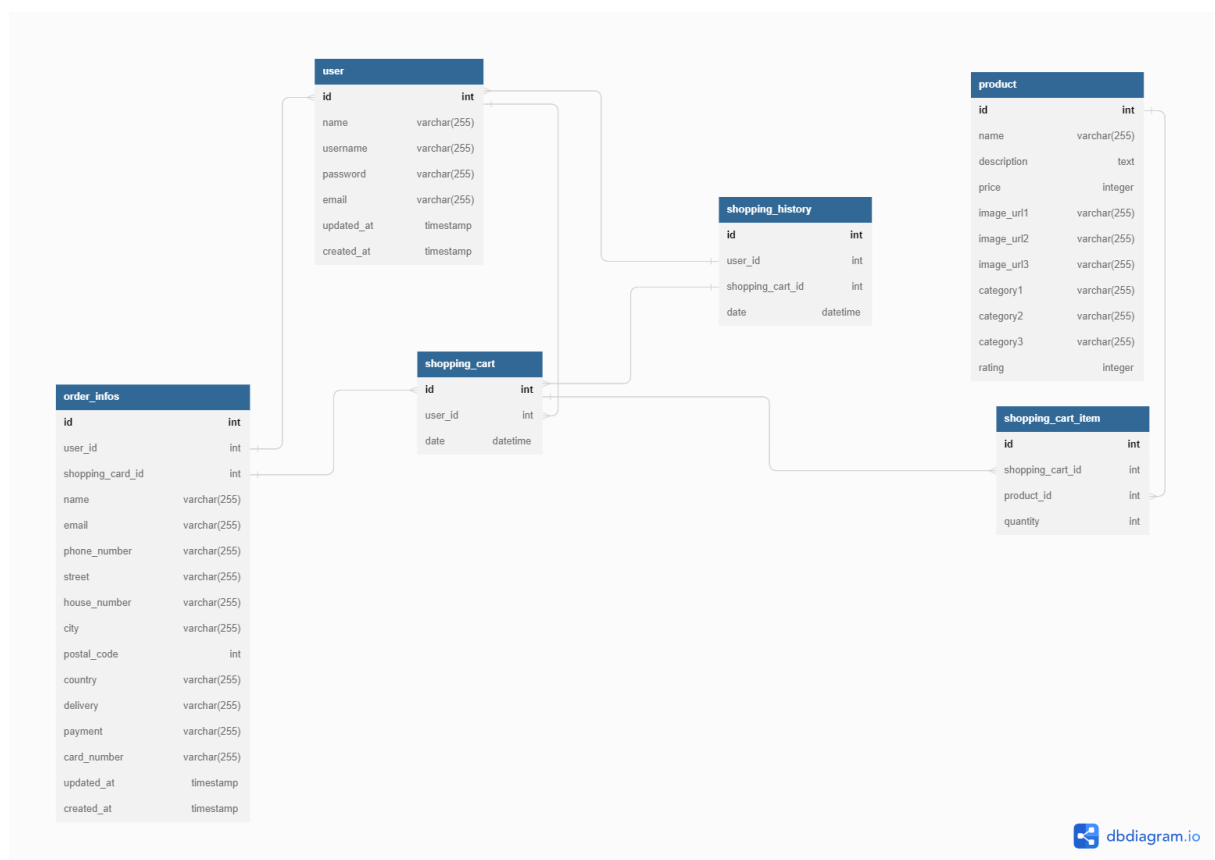 user
id int
name varchar(255)
username varchar(255)
password varchar(255)
email varchar(255)
updated_at timestamp
created_at timestamp
product
id int
name varchar(255)
description text
price integer
image_url1 varchar(255)
image_url2 varchar(255)
image_url3 varchar(255)
category1 varchar(255)
category2 varchar(255)
category3 varchar(255)
rating integer
shopping_history
id int
user_id int
shopping_cart_id int
date datetime
shopping_cart
id int
user_id int
date datetime
order_infos
id int
user_id int
shopping_card_id int
name varchar(255)
email varchar(255)
phone_number varchar(255)
street varchar(255)
house_number varchar(255)
city varchar(255)
postal_code int
country varchar(255)
delivery varchar(255)
payment varchar(255)
card_number varchar(255)
updated_at timestamp
created_at timestamp
shopping_cart_item
id int
shopping_cart_id int
product_id int
quantity int
dbdiagram.io